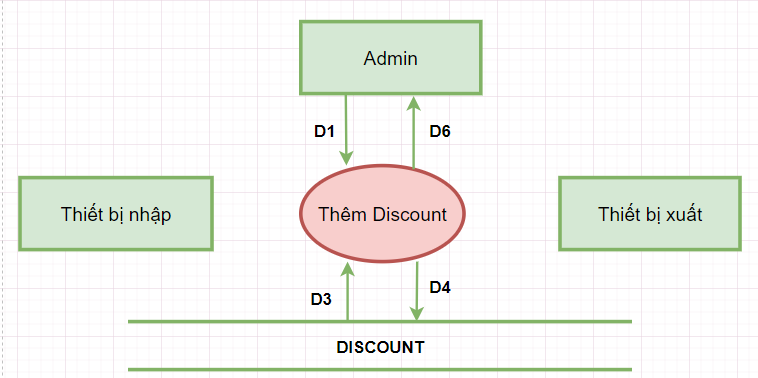 Admin
D1
D6
Thiết bị nhập
Thêm Discount
Thiết bị xuất
D3
D4
DISCOUNT